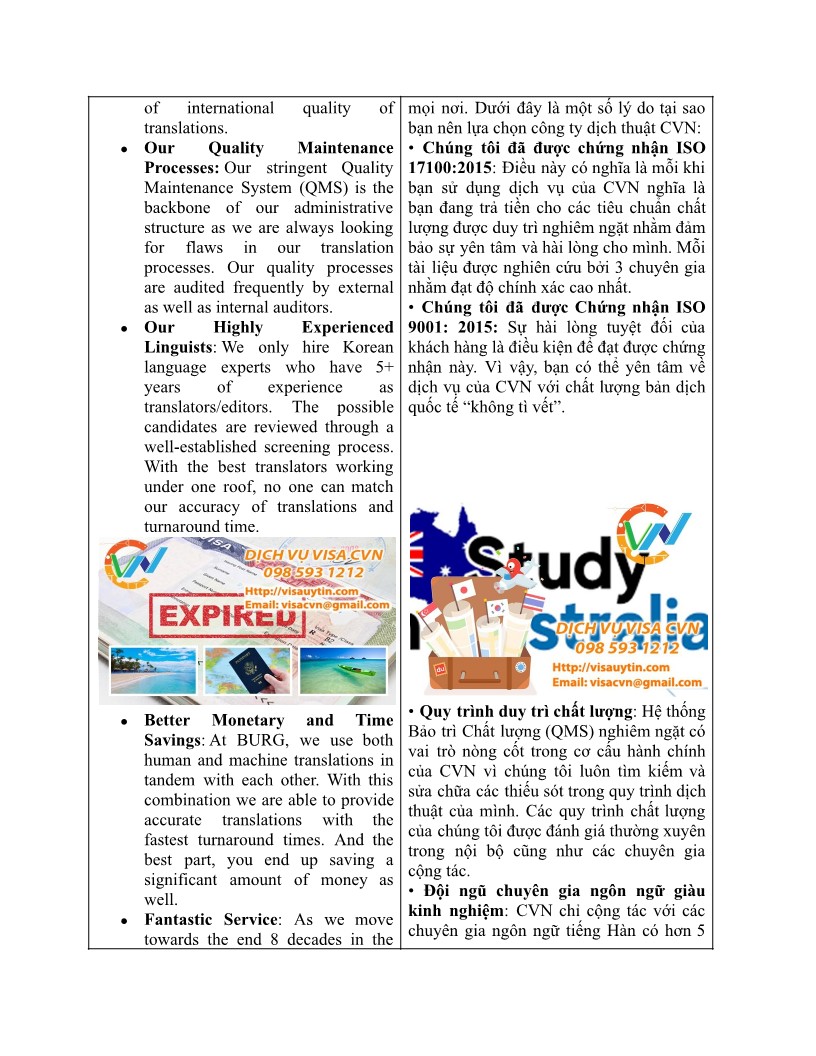 of international quality of
translations.
● Our Quality Maintenance
Processes: Our stringent Quality
Maintenance System (QMS) is the
backbone of our administrative
structure as we are always looking
for flaws in our translation
processes. Our quality processes
are audited frequently by external
as well as internal auditors.
● Our Highly Experienced
Linguists: We only hire Korean
language experts who have 5+
years of experience as
translators/editors. The possible
candidates are reviewed through a
well-established screening process.
With the best translators working
under one roof, no one can match
our accuracy of translations and
turnaround time.
VISA
DỊCH VỤ VISA CVN
098 593 1212
Http://visauytin.com
Email: visacvn@gmail.com
EXPIRED
● Better Monetary and Time
Savings: At BURG, we use both
human and machine translations in
tandem with each other. With this
combination we are able to provide
accurate translations with the
fastest turnaround times. And the
best part, you end up saving a
significant amount of money as
well.
● Fantastic Service: As we move
towards the end 8 decades in the
mọi nơi. Dưới đây là một số lý do tại sao
bạn nên lựa chọn công ty dịch thuật CVN:
• Chúng tôi đã được chứng nhận ISO
17100:2015: Điều này có nghĩa là mỗi khi
bạn sử dụng dịch vụ của CVN nghĩa là
bạn đang trả tiền cho các tiêu chuẩn chất
lượng được duy trì nghiêm ngặt nhằm đảm
bảo sự yên tâm và hài lòng cho mình. Mỗi
tài liệu được nghiên cứu bởi 3 chuyên gia
nhằm đạt độ chính xác cao nhất.
• Chúng tôi đã được Chứng nhận ISO
9001: 2015: Sự hài lòng tuyệt đối của
khách hàng là điều kiện để đạt được chứng
nhận này. Vì vậy, bạn có thể yên tâm về
dịch vụ của CVN với chất lượng bản dịch
quốc tế “không tì vết”.
Study
stralia
DỊCH VỤ VISA CVN
098 593 1212
Http://visauytin.com
Email: visacvn@gmail.com
• Quy trình duy trì chất lượng: Hệ thống
Bảo trì Chất lượng (QMS) nghiêm ngặt có
vai trò nòng cốt trong cơ cấu hành chính
của CVN vì chúng tôi luôn tìm kiếm và
sửa chữa các thiếu sót trong quy trình dịch
thuật của mình. Các quy trình chất lượng
của chúng tôi được đánh giá thường xuyên
trong nội bộ cũng như các chuyên gia
cộng tác.
• Đội ngũ chuyên gia ngôn ngữ giàu
kinh nghiệm: CVN chỉ cộng tác với các
chuyên gia ngôn ngữ tiếng Hàn có hơn 5